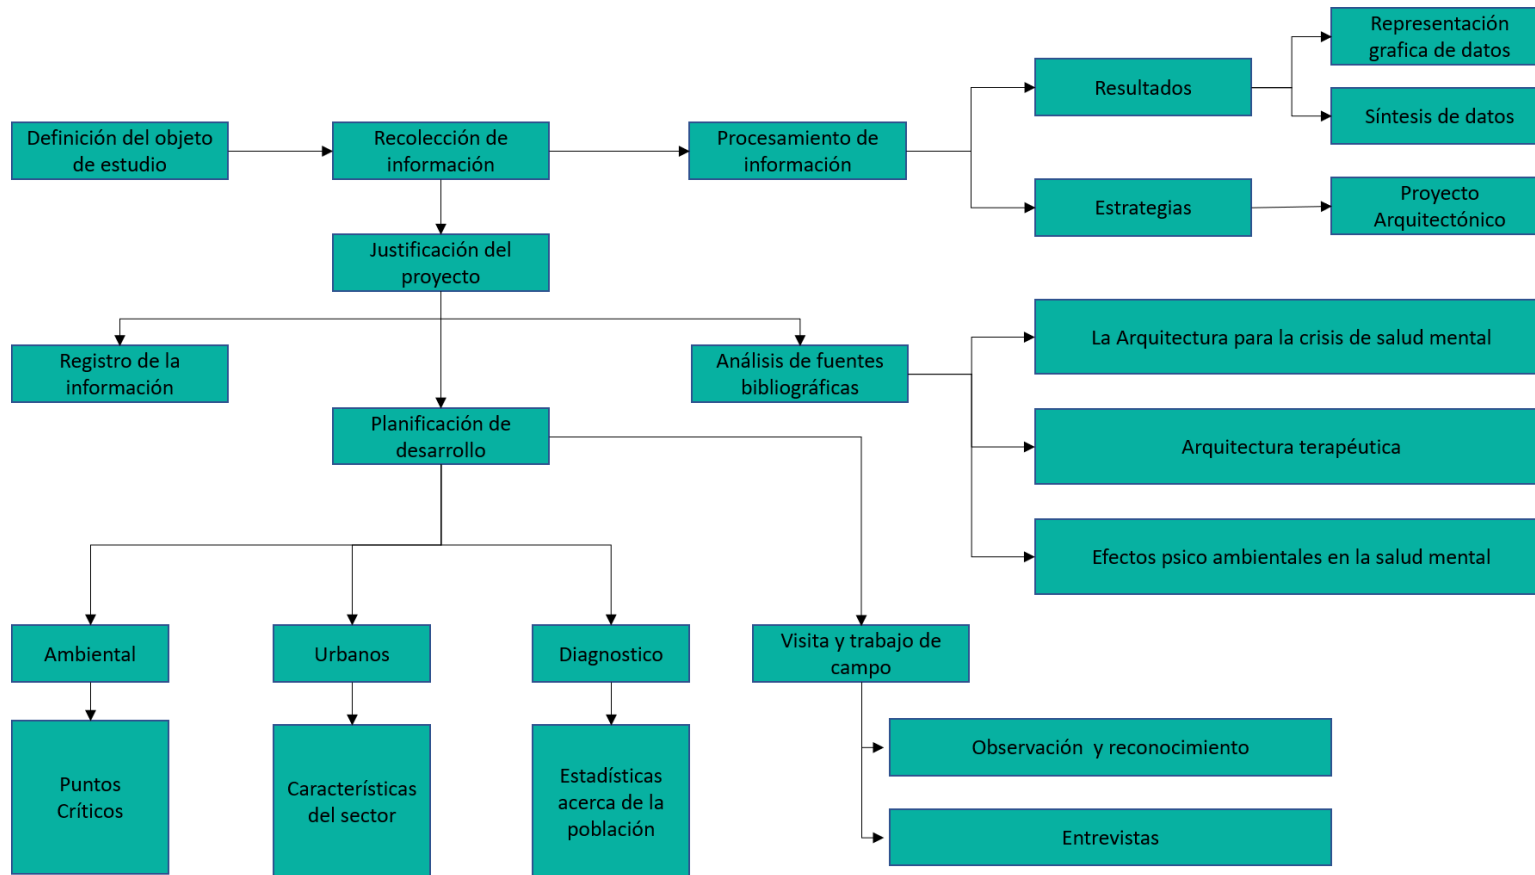 Representación
grafica de datos
Resultados
Síntesis de datos
Definición del objeto
de estudio
Recolección de
información
Procesamiento de
información
Estrategias
Proyecto
Arquitectónico
Justificación del
proyecto
Registro de la
información
Análisis de fuentes
bibliográficas
La Arquitectura para la crisis de salud mental
Planificación de
desarrollo
Arquitectura terapéutica
Efectos psico ambientales en la salud mental
Ambiental
Urbanos
Diagnostico
Visita y trabajo de
campo
Puntos
Críticos
Características
del sector
Estadísticas
acerca de la
población
Observación  y reconocimiento
Entrevistas